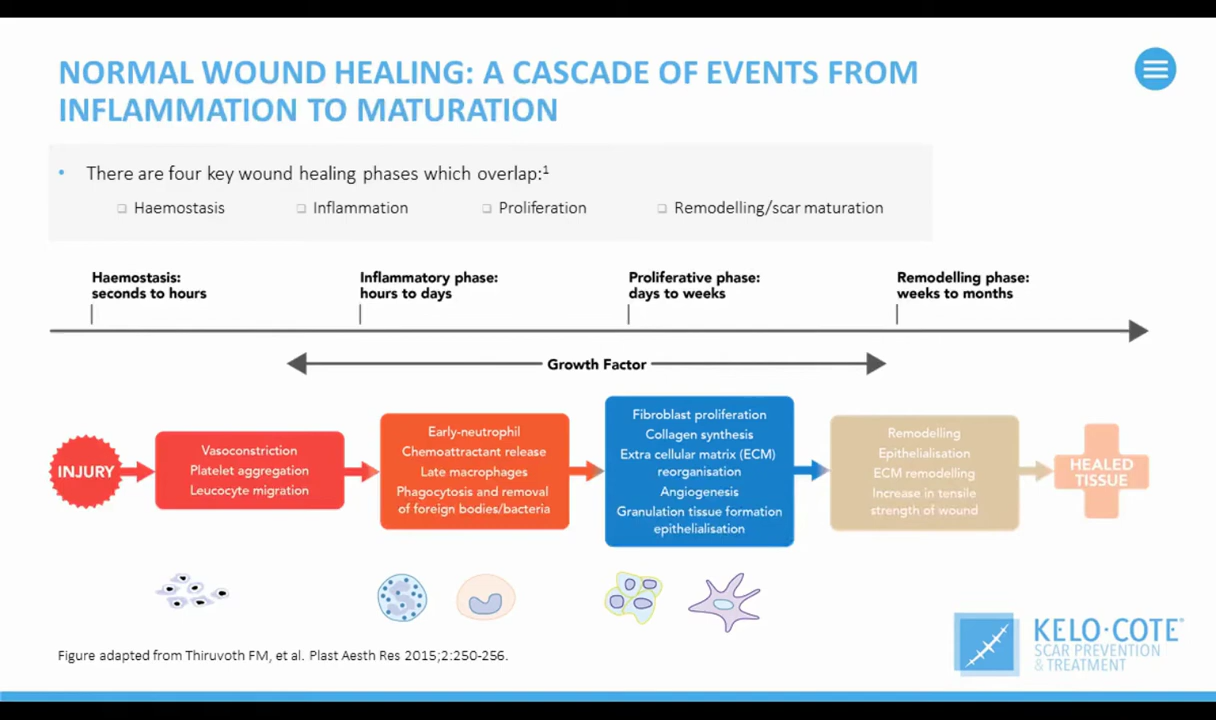 NORMAL WOUND HEALING: A CASCADE OF EVENTS FROM
INFLAMMATION TO MATURATION
• There are four key wound healing phases which overlap:¹
❑ Haemostasis
❑ Inflammation
❑ Proliferation
❑ Remodelling/scar maturation
Haemostasis:
seconds to hours
Inflammatory phase:
hours to days
Proliferative phase:
days to weeks
Remodelling phase:
weeks to months
Growth Factor
INJURY
Vasoconstriction
Platelet aggregation
Leucocyte migration
Early-neutrophil
Chemoattractant release
Late macrophages
Phagocytosis and removal
of foreign bodies/bacteria
Fibroblast proliferation
Collagen synthesis
Extra cellular matrix (ECM)
reorganisation
Angiogenesis
Granulation tissue formation
epithelialisation
Remodelling
Epithelialisation
ECM remodelling
Increase in tensile
strength of wound
HEALED
TISSUE
Figure adapted from Thiruvoth FM, et al. Plast Aesth Res 2015;2:250-256.
KELO·COTE®
SCAR PREVENTION
& TREATMENT